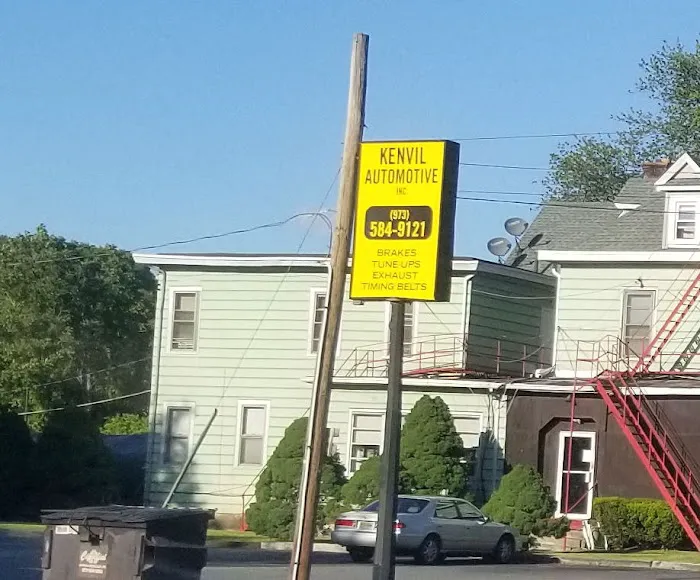 KENVIL
AUTOMOTIVE
INC
(973)
584-9121
BRAKES
TUNE-UPS
EXHAUST
TIMING BELTS